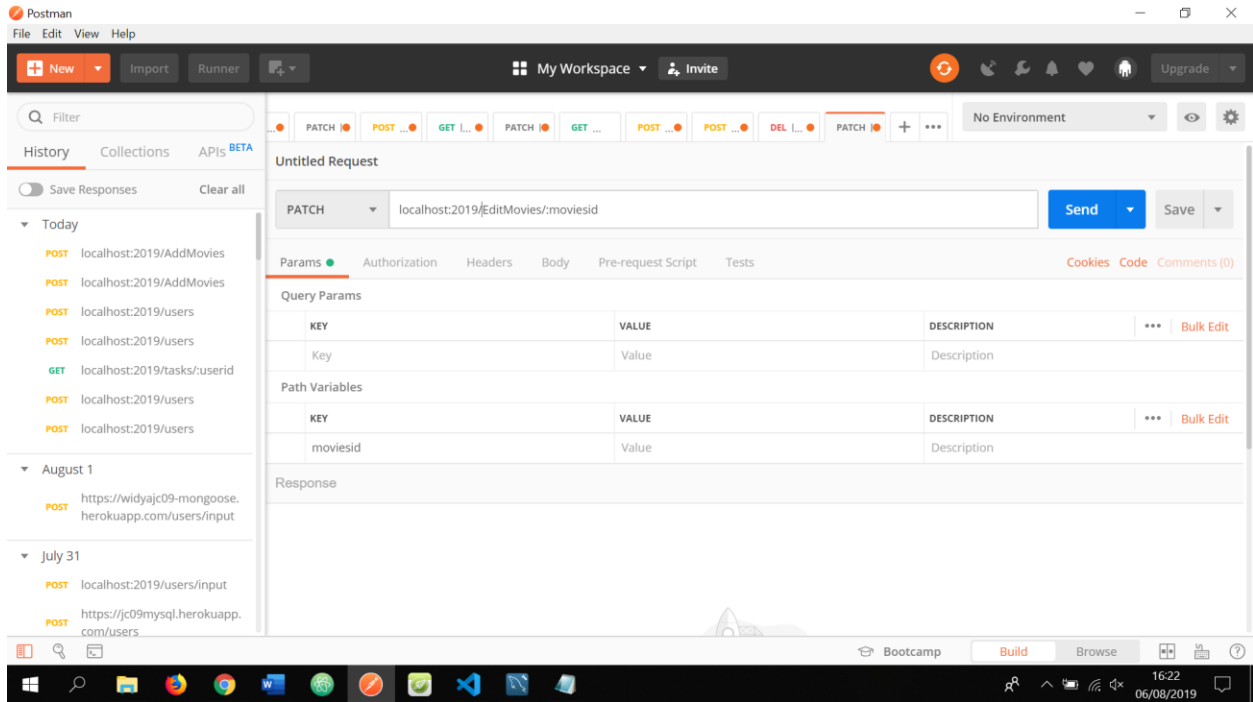 Postman
File Edit View Help
New Import Runner My Workspace Invite Upgrade
Filter
History Collections APIs BETA
Save Responses Clear all
Today
POST localhost:2019/AddMovies
POST localhost:2019/AddMovies
POST localhost:2019/users
POST localhost:2019/users
GET localhost:2019/tasks/:userid
POST localhost:2019/users
POST localhost:2019/users
August 1
POST https://widyajc09-mongoose.
herokuapp.com/users/input
July 31
POST localhost:2019/users/input
POST https://jc09mysql.herokuapp.
com/users
... PATCH |● POST ...● GET |...● PATCH |● GET ... POST ...● POST ...● DEL |...● PATCH |● + •••
No Environment
Untitled Request
PATCH localhost:2019/EditMovies/:moviesid Send Save
Params Authorization Headers Body Pre-request Script Tests Cookies Code Comments (0)
Query Params
KEY VALUE DESCRIPTION ••• Bulk Edit
Key Value Description
Path Variables
KEY VALUE DESCRIPTION ••• Bulk Edit
moviesid Value Description
Response
Bootcamp Build Browse
16:22
06/08/2019